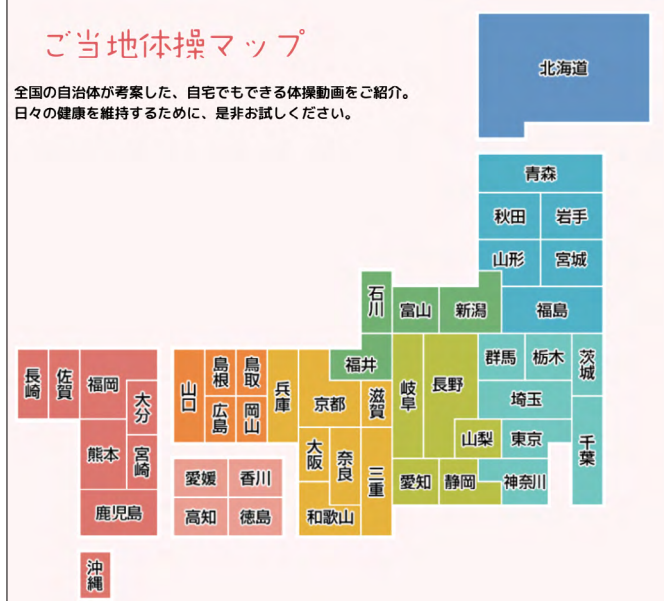 ご当地体操マップ
全国の自治体が考案した、自宅でもできる体操動画をご紹介。
日々の健康を維持するために、是非お試しください。
北海道
青森
秋田
岩手
山形
宮城
石川
富山
新潟
福島
福井
群馬
栃木
茨城
長崎
佐賀
福岡
大分
山口
島根
鳥取
兵庫
京都
滋賀
岐阜
長野
埼玉
広島
岡山
山梨
東京
千葉
熊本
宮崎
大阪
奈良
三重
愛媛
香川
愛知
静岡
神奈川
鹿児島
高知
徳島
和歌山
沖縄